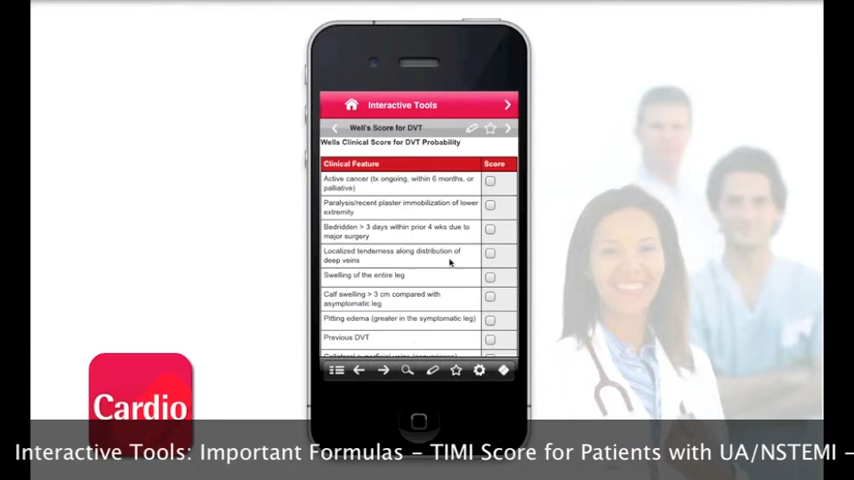 Interactive Tools
Well's Score for DVT
Wells Clinical Score for DVT Probability
Clinical Feature Score
Active cancer (tx ongoing, within 6 months, or
palliative)
Paralysis/recent plaster immobilization of lower
extremity
Bedridden > 3 days within prior 4 wks due to
major surgery
Localized tenderness along distribution of
deep veins
Swelling of the entire leg
Calf swelling > 3 cm compared with
asymptomatic leg
Pitting edema (greater in the symptomatic leg)
Previous DVT
Cardio
Interactive Tools: Important Formulas – TIMI Score for Patients with UA/NSTEMI –